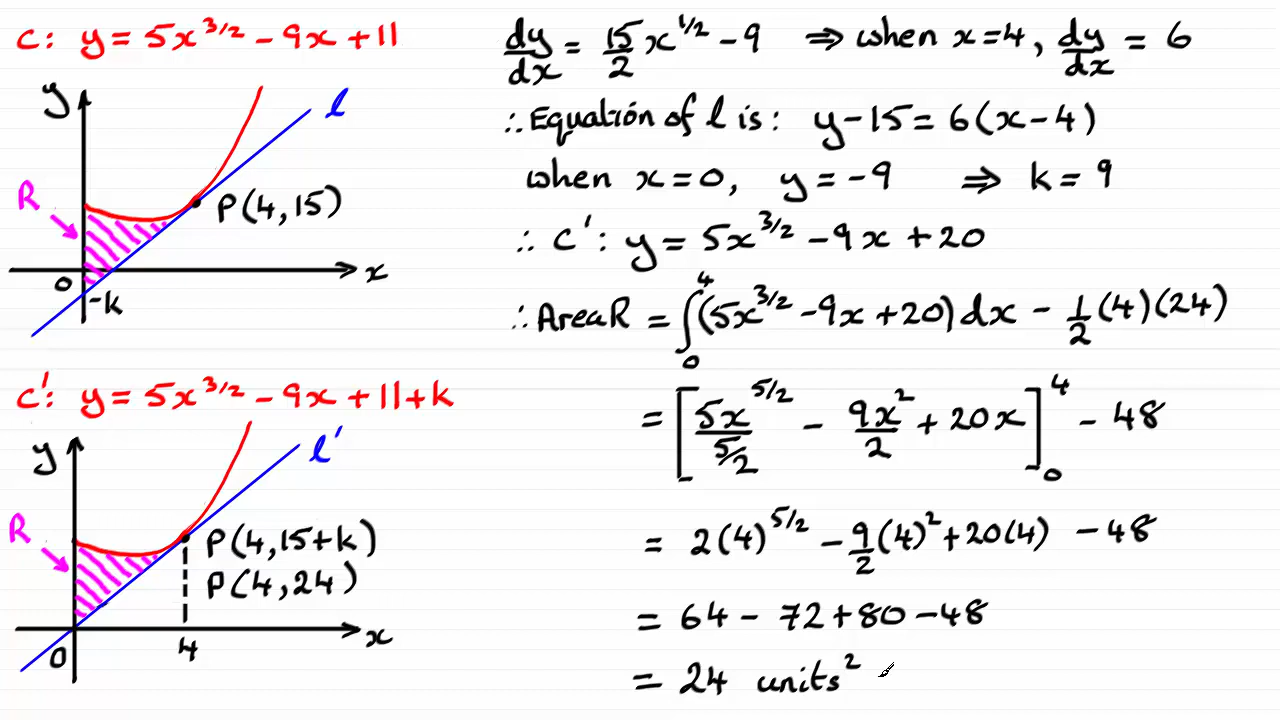 C: y = 5x^{3/2} - 9x + 11
y
l
R
P(4,15)
0
x
-k
C': y = 5x^{3/2} - 9x + 11 + k
y
l'
R
P(4,15+k)
P(4,24)
0
4
x
dy/dx = 15/2 x^{1/2} - 9 ⇒ when x=4, dy/dx = 6
∴ Equation of l is: y-15 = 6(x-4)
when x=0, y=-9 ⇒ k=9
∴ C': y = 5x^{3/2} - 9x + 20
∴ Area R = ∫_0^4 (5x^{3/2} - 9x + 20) dx - 1/2 (4)(24)
= [5x^{5/2}/(5/2) - 9x^2/2 + 20x]_0^4 - 48
= 2(4)^{5/2} - 9/2 (4)^2 + 20(4) - 48
= 64 - 72 + 80 - 48
= 24 units^2